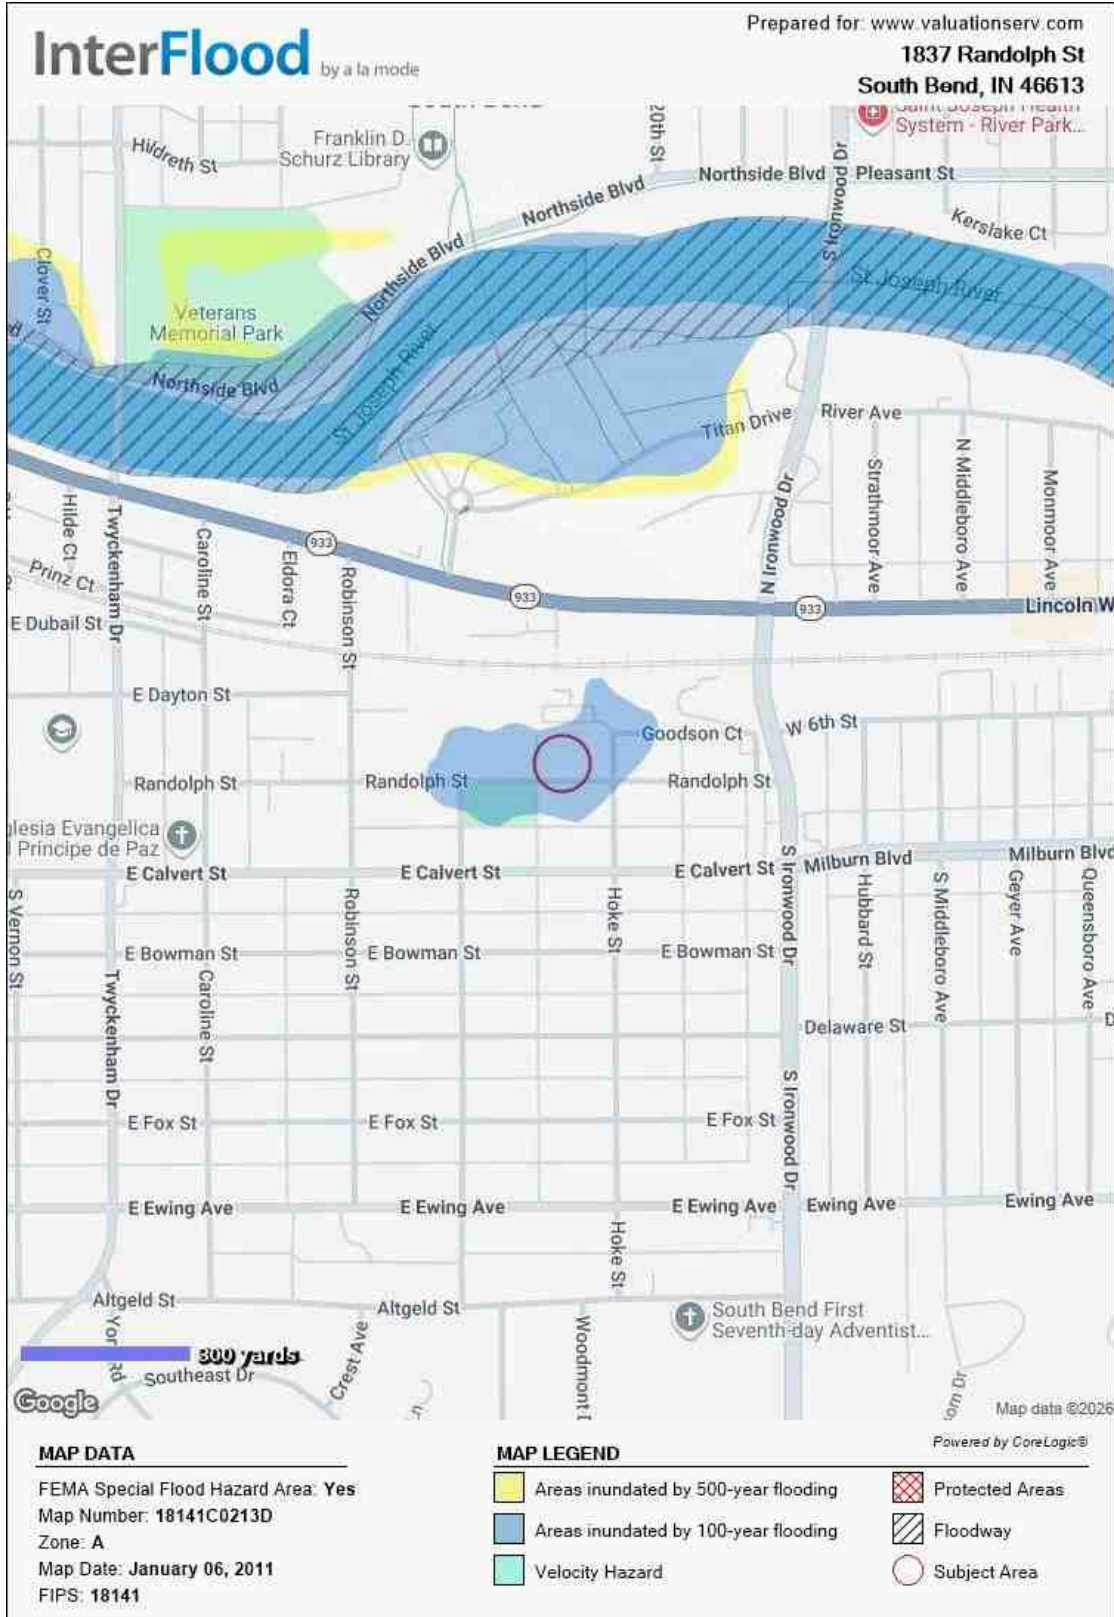 InterFlood by a la mode
Prepared for: www.valuationserv.com
1837 Randolph St
South Bend, IN 46613
Saint Joseph Health
System - River Park...
Franklin D.
Schurz Library
20th St
Hildreth St
Northside Blvd
Pleasant St
Northside Blvd
S Ironwood Dr
Kerslake Ct
Northside Blvd
Clover St
St Joseph River
Veterans
Memorial Park
Northside Blvd
St Joseph River
Titan Drive
River Ave
Strathmoor Ave
N Middleboro Ave
Monmoor Ave
Hilde Ct
Twyckenham Dr
Caroline St
Eldora Ct
933
Robinson St
N Ironwood Dr
Prinz Ct
933
933
Lincoln W
E Dubail St
E Dayton St
W 6th St
Goodson Ct
Randolph St
Randolph St
Randolph St
glesia Evangelica
l Principe de Paz
E Calvert St
E Calvert St
E Calvert St
S Ironwood Dr
Milburn Blvd
Milburn Blvd
S Vernon St
Robinson St
Hoke St
Hubbard St
S Middleboro Ave
Geyer Ave
Queensboro Ave
E Bowman St
E Bowman St
E Bowman St
Twyckenham Dr
Caroline St
Delaware St
D
S Ironwood Dr
E Fox St
E Fox St
E Fox St
E Ewing Ave
E Ewing Ave
E Ewing Ave
Ewing Ave
Ewing Ave
Hoke St
Altgeld St
Altgeld St
South Bend First
Seventh-day Adventist...
Yor Rd
Crest Ave
Woodmont D
800 yards
Southeast Dr
Google
Map data ©2026
Powered by CoreLogic®
MAP DATA
FEMA Special Flood Hazard Area: Yes
Map Number: 18141C0213D
Zone: A
Map Date: January 06, 2011
FIPS: 18141
MAP LEGEND
Areas inundated by 500-year flooding
Areas inundated by 100-year flooding
Velocity Hazard
Protected Areas
Floodway
Subject Area